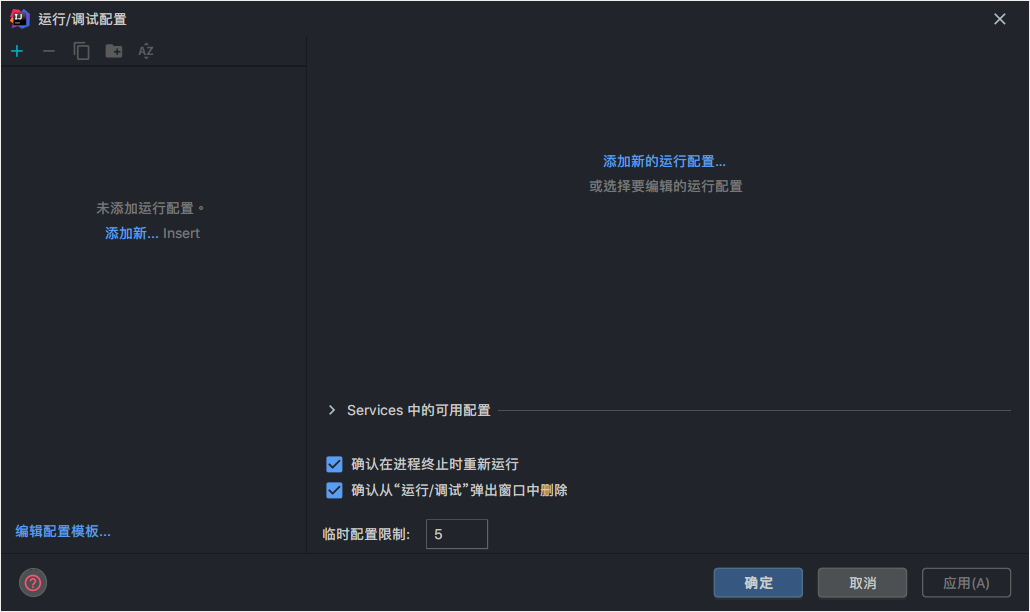 运行/调试配置
未添加运行配置。
添加新... Insert
编辑配置模板...
添加新的运行配置...
或选择要编辑的运行配置
Services 中的可用配置
确认在进程终止时重新运行
确认从“运行/调试”弹出窗口中删除
临时配置限制: 5
确定
取消
应用(A)